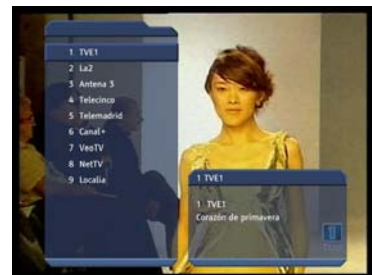 1 TVE1
2 La2
3 Antena 3
4 Telecinco
5 Telemadrid
6 Canal+
7 VeoTV
8 NetTV
9 Localia
1 TVE1
1 TVE1
Corazón de primavera